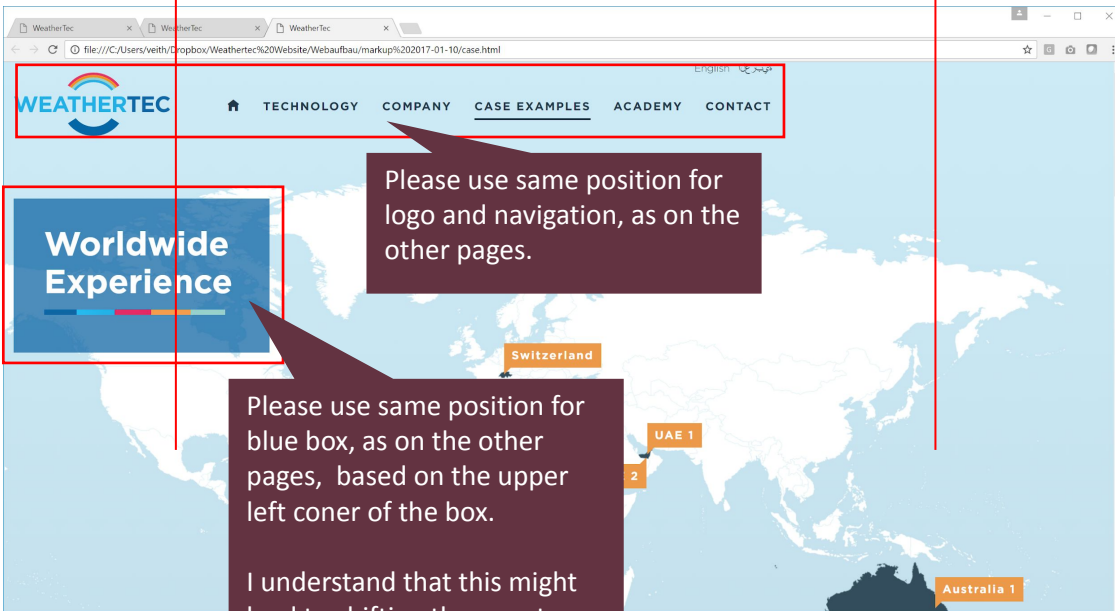 WeatherTec
WeatherTec
WeatherTec
file:///C:/Users/veith/Dropbox/Weathertec%20Website/Webaufbau/markup%202017-01-10/case.html
English
WEATHERTEC
TECHNOLOGY COMPANY CASE EXAMPLES ACADEMY CONTACT
Please use same position for
logo and navigation, as on the
other pages.
Worldwide
Experience
Switzerland
Please use same position for
blue box, as on the other
pages, based on the upper
left coner of the box.
UAE 1
2
I understand that this might
Australia 1